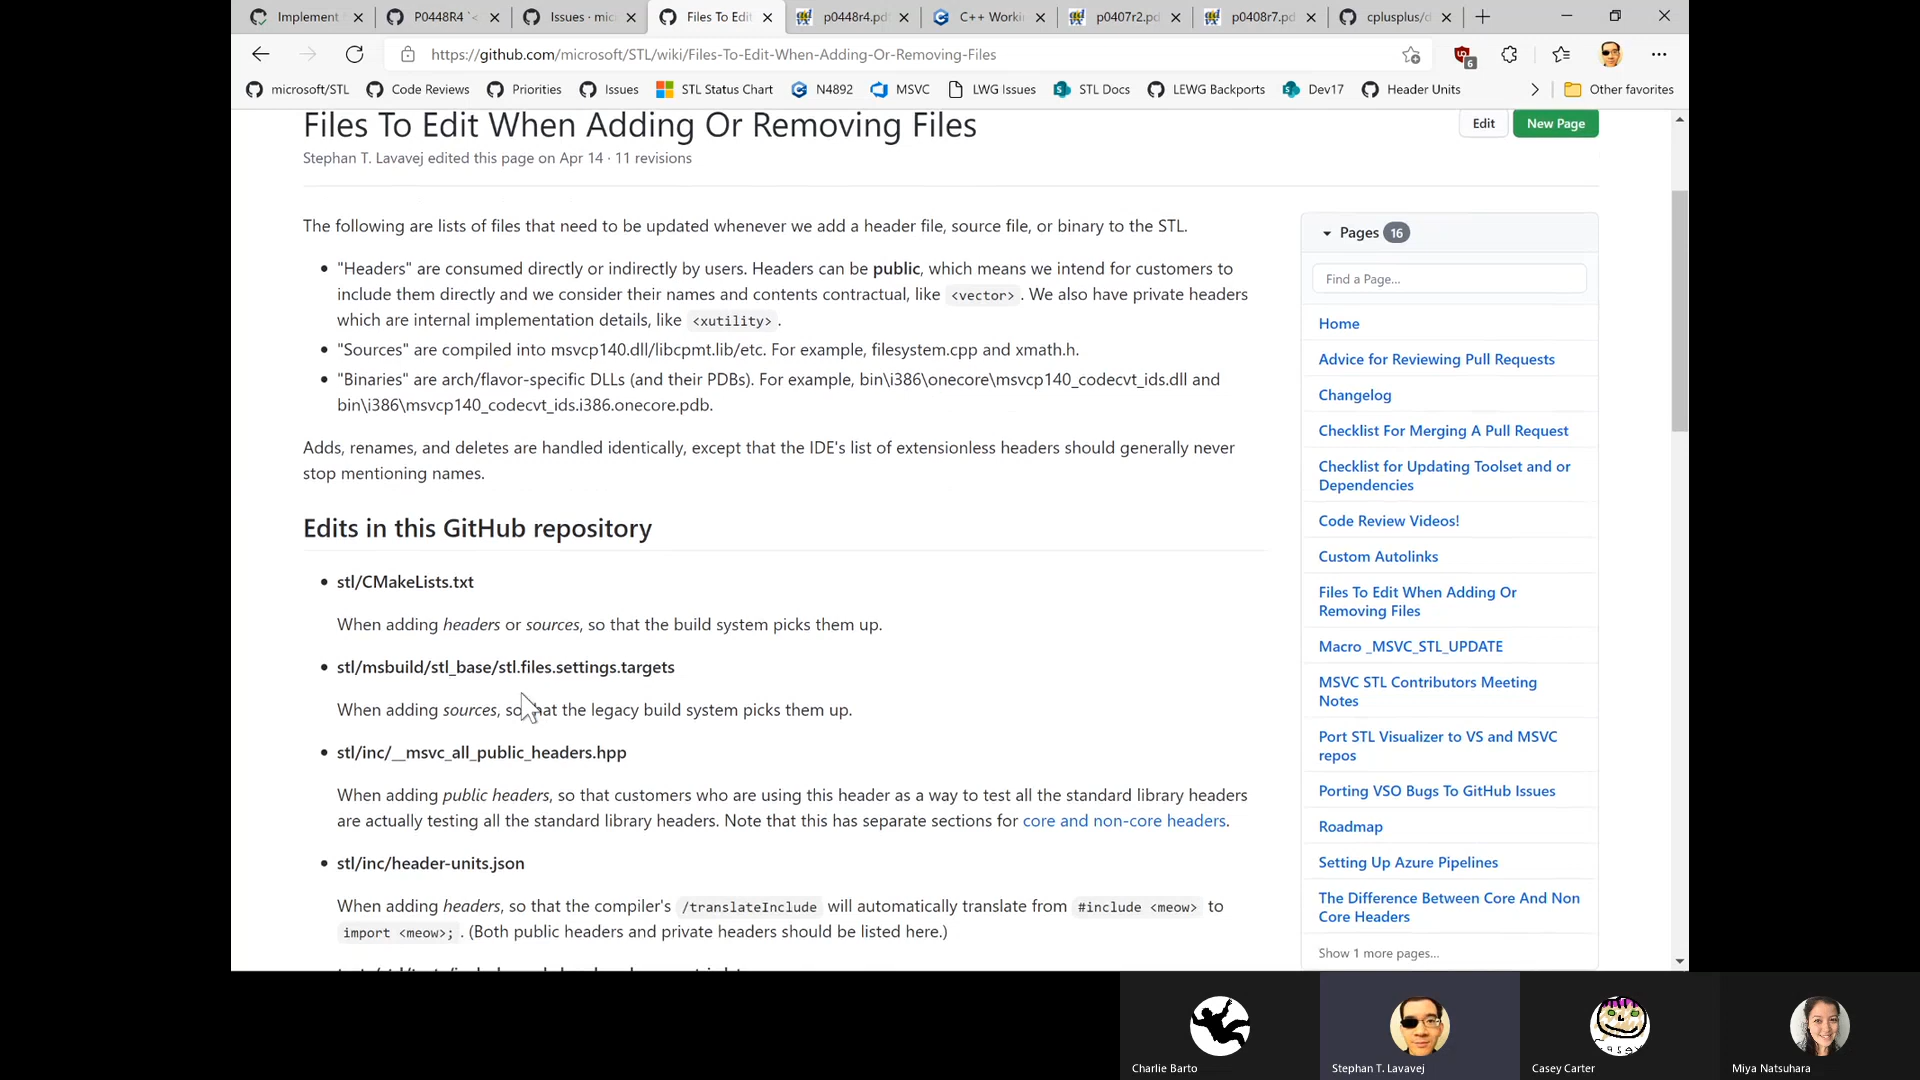 Implement
P0448R4 `<
Issues · mic
Files To Edit
p0448r4.pd
C++ Worki
p0407r2.pd
p0408r7.pd
cplusplus/d
https://github.com/microsoft/STL/wiki/Files-To-Edit-When-Adding-Or-Removing-Files
6
microsoft/STL
Code Reviews
Priorities
Issues
STL Status Chart
N4892
MSVC
LWG Issues
STL Docs
LEWG Backports
Dev17
Header Units
Other favorites
Files To Edit When Adding Or Removing Files
Edit
New Page
Stephan T. Lavavej edited this page on Apr 14 · 11 revisions
The following are lists of files that need to be updated whenever we add a header file, source file, or binary to the STL.
• "Headers" are consumed directly or indirectly by users. Headers can be public, which means we intend for customers to
include them directly and we consider their names and contents contractual, like <vector>. We also have private headers
which are internal implementation details, like <xutility>.
• "Sources" are compiled into msvcp140.dll/libcpmt.lib/etc. For example, filesystem.cpp and xmath.h.
• "Binaries" are arch/flavor-specific DLLs (and their PDBs). For example, bin\i386\onecore\msvcp140_codecvt_ids.dll and
bin\i386\msvcp140_codecvt_ids.i386.onecore.pdb.
Adds, renames, and deletes are handled identically, except that the IDE's list of extensionless headers should generally never
stop mentioning names.
Edits in this GitHub repository
• stl/CMakeLists.txt
When adding headers or sources, so that the build system picks them up.
• stl/msbuild/stl_base/stl.files.settings.targets
When adding sources, so that the legacy build system picks them up.
• stl/inc/__msvc_all_public_headers.hpp
When adding public headers, so that customers who are using this header as a way to test all the standard library headers
are actually testing all the standard library headers. Note that this has separate sections for core and non-core headers.
• stl/inc/header-units.json
When adding headers, so that the compiler's /translateInclude will automatically translate from #include <meow> to
import <meow>;. (Both public headers and private headers should be listed here.)
Pages 16
Find a Page...
Home
Advice for Reviewing Pull Requests
Changelog
Checklist For Merging A Pull Request
Checklist for Updating Toolset and or
Dependencies
Code Review Videos!
Custom Autolinks
Files To Edit When Adding Or
Removing Files
Macro _MSVC_STL_UPDATE
MSVC STL Contributors Meeting
Notes
Port STL Visualizer to VS and MSVC
repos
Porting VSO Bugs To GitHub Issues
Roadmap
Setting Up Azure Pipelines
The Difference Between Core And Non
Core Headers
Show 1 more pages...
Charlie Barto
Stephan T. Lavavej
Casey Carter
Miya Natsuhara